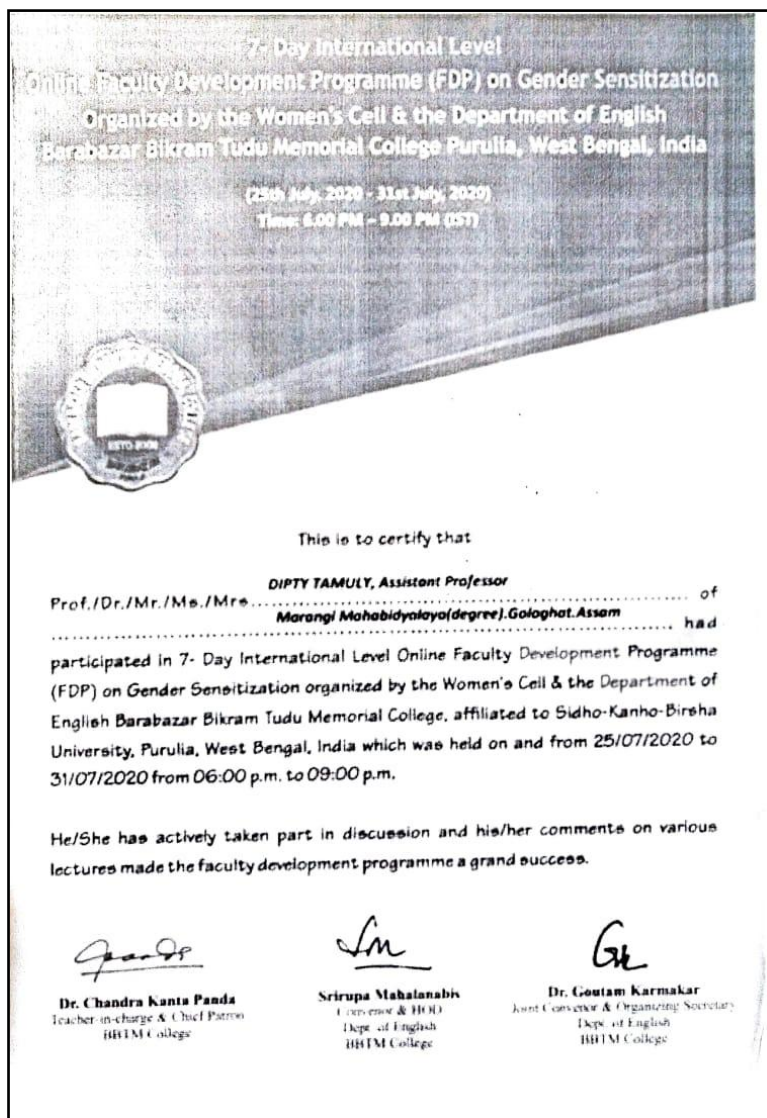 7- Day International Level
Online Faculty Development Programme (FDP) on Gender Sensitization
Organized by the Women's Cell & the Department of English
Barabazar Bikram Tudu Memorial College Purulia, West Bengal, India
(25th July, 2020 - 31st July, 2020)
Time: 6.00 PM – 9.00 PM (IST)
ESTD-2006
This is to certify that
DIPTY TAMULY, Assistant Professor
Prof./Dr./Mr./Ms./Mrs. of
Marangi Mahabidyalaya(degree).Golaghat.Assam
had
participated in 7- Day International Level Online Faculty Development Programme
(FDP) on Gender Sensitization organized by the Women's Cell & the Department of
English Barabazar Bikram Tudu Memorial College, affiliated to Sidho-Kanho-Birsha
University, Purulia, West Bengal, India which was held on and from 25/07/2020 to
31/07/2020 from 06:00 p.m. to 09:00 p.m.
He/She has actively taken part in discussion and his/her comments on various
lectures made the faculty development programme a grand success.
Dr. Chandra Kanta Panda
Teacher-in-charge & Chief Patron
BBTM College
Srirupa Mahalanabis
Convenor & HOD
Dept. of English
BBTM College
Dr. Goutam Karmakar
Joint Convenor & Organizing Secretary
Dept. of English
BBTM College